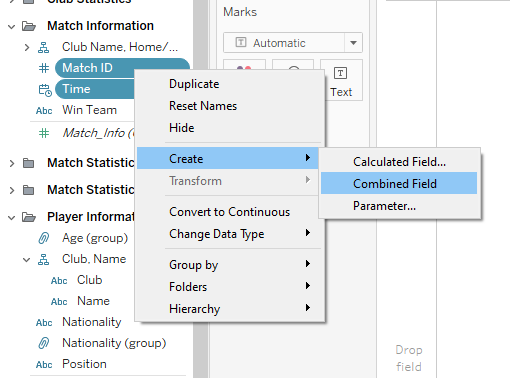 Club Statistics
Match Information
Club Name, Home/...
# Match ID
Time
Abc Win Team
# Match_Info
Match Statistic
Match Statist
Player Informat
Age (group)
Club, Name
Abc Club
Abc Name
Abc Nationality
Nationality (group)
Abc Position
Marks
T Automatic
T
Text
Duplicate
Reset Names
Hide
Create
Transform
Convert to Continuous
Change Data Type
Group by
Folders
Hierarchy
Calculated Field...
Combined Field
Parameter...
Drop
field